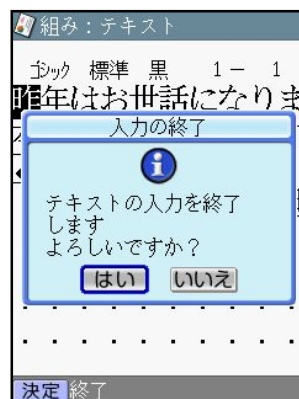 組み：テキスト
ゴシック 標準 黒 1－ 1
昨年はお世話になりま
入力の終了
テキストの入力を終了
します
よろしいですか？
はい いいえ
決定 終了